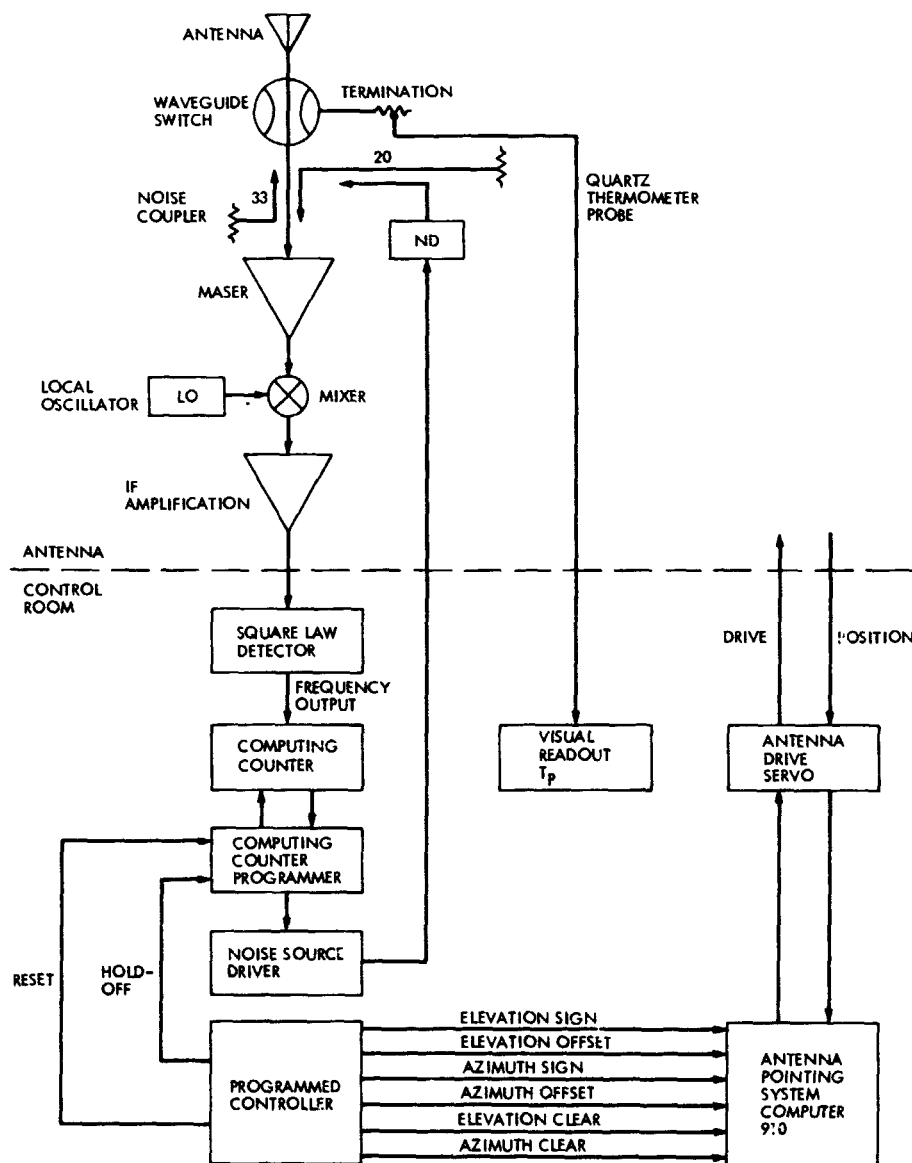 ANTENNA
WAVEGUIDE
SWITCH
TERMINATION
20
QUARTZ
THERMOMETER
PROBE
NOISE
COUPLER
33
ND
MASER
LOCAL
OSCILLATOR
LO
MIXER
IF
AMPLIFICATION
ANTENNA
CONTROL
ROOM
SQUARE LAW
DETECTOR
DRIVE
POSITION
FREQUENCY
OUTPUT
COMPUTING
COUNTER
VISUAL
READOUT
Tp
ANTENNA
DRIVE
SERVO
COMPUTING
COUNTER
PROGRAMMER
NOISE SOURCE
DRIVER
RESET
HOLD-
OFF
PROGRAMMED
CONTROLLER
ELEVATION SIGN
ELEVATION OFFSET
AZIMUTH SIGN
AZIMUTH OFFSET
ELEVATION CLEAR
AZIMUTH CLEAR
ANTENNA
POINTING
SYSTEM
COMPUTER